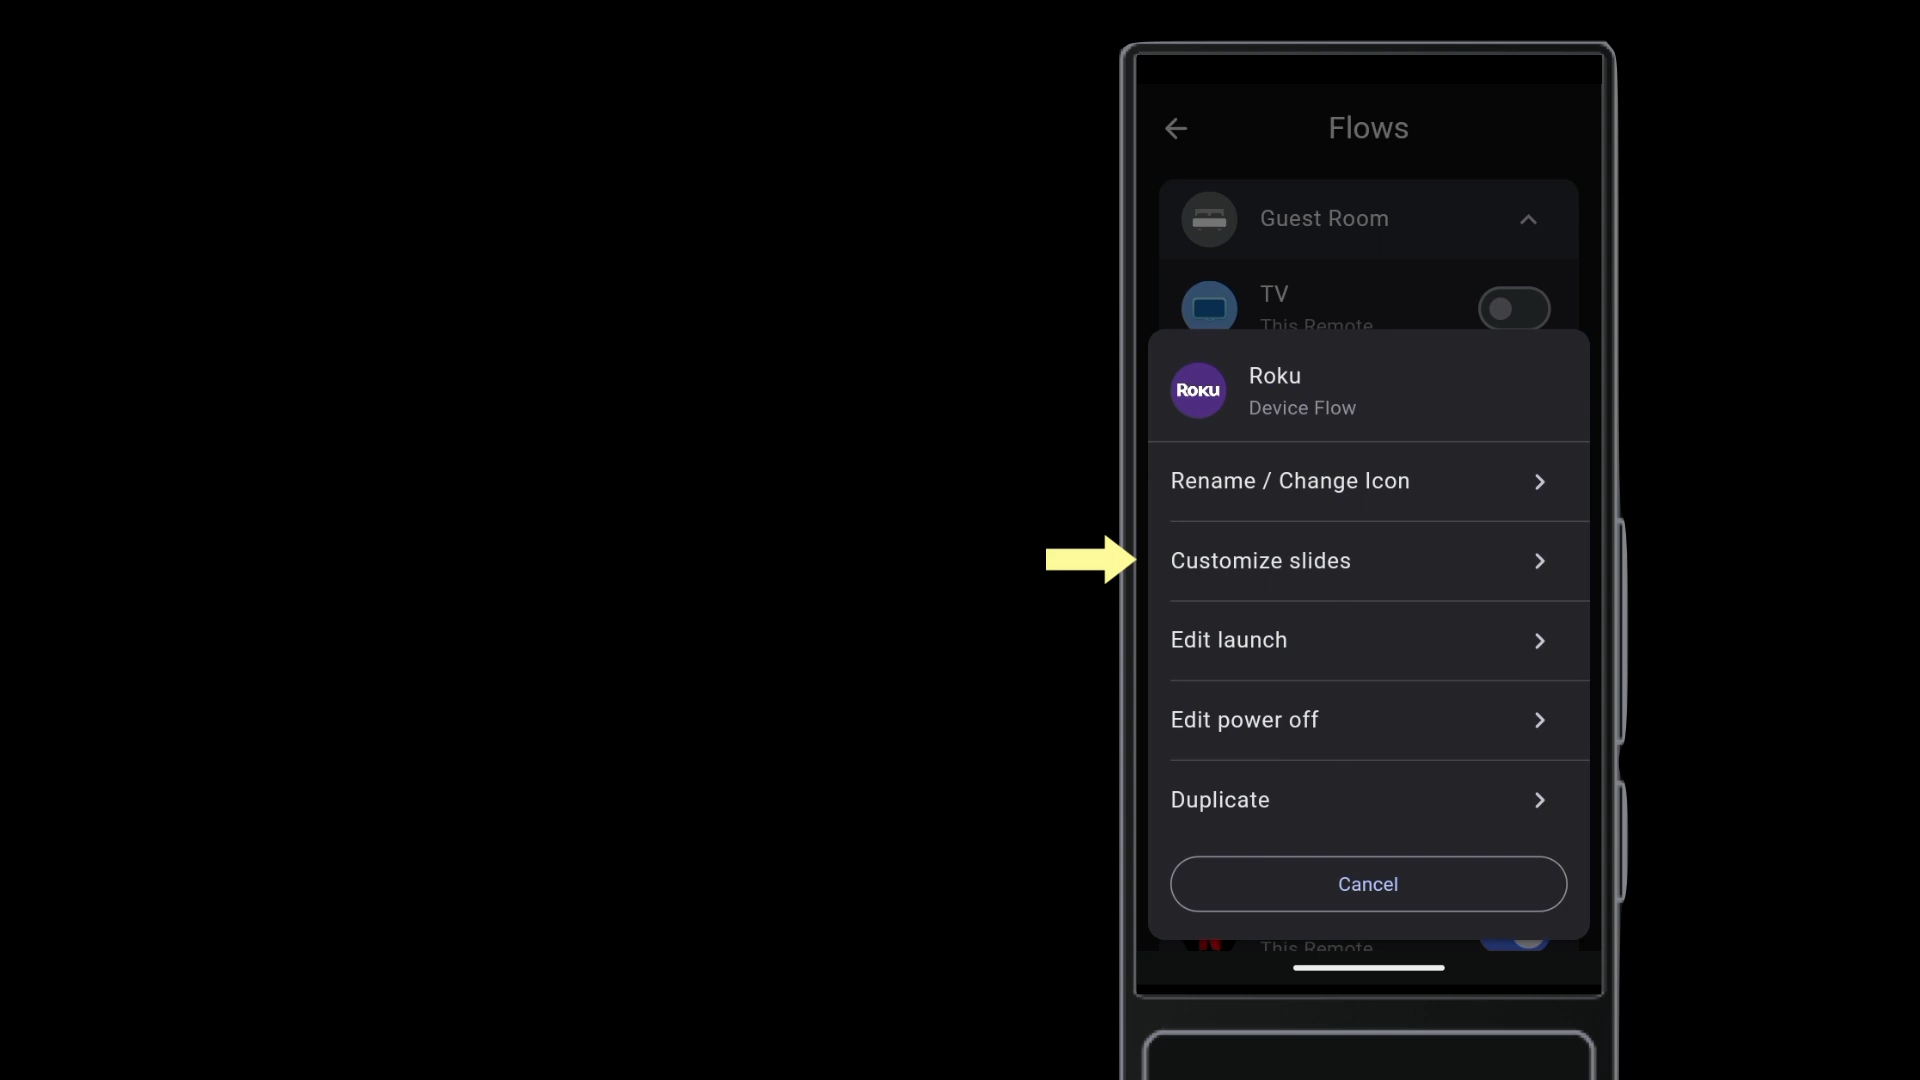 Flows
Guest Room
TV
This Remote
Roku
Roku
Device Flow
Rename / Change Icon
Customize slides
Edit launch
Edit power off
Duplicate
Cancel
This Remote